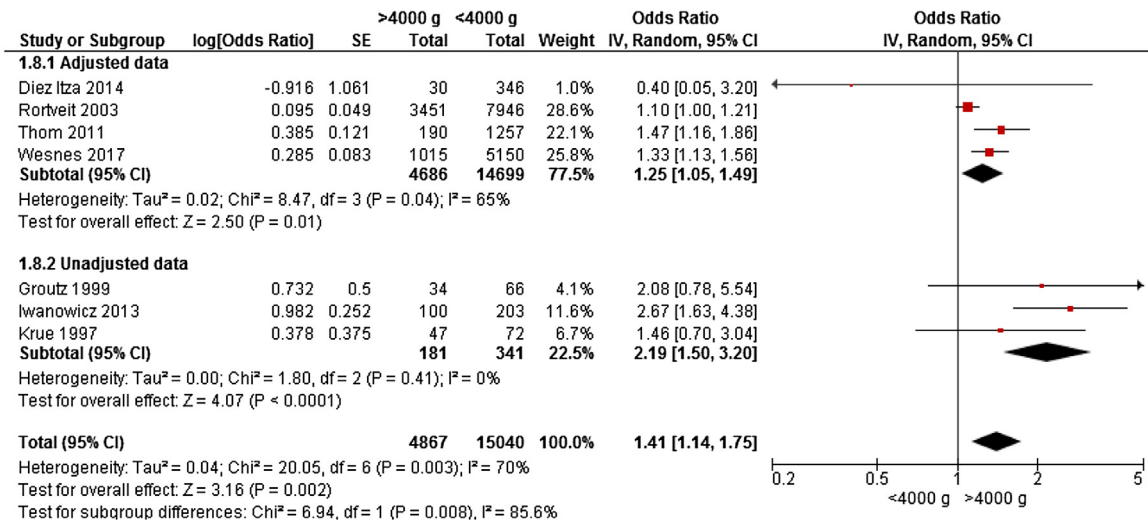 >4000 g <4000 g Odds Ratio Odds Ratio
Study or Subgroup log[Odds Ratio] SE Total Total Weight IV, Random, 95% CI IV, Random, 95% CI
1.8.1 Adjusted data
Diez Itza 2014 -0.916 1.061 30 346 1.0% 0.40 [0.05, 3.20]
Rortveit 2003 0.095 0.049 3451 7946 28.6% 1.10 [1.00, 1.21]
Thom 2011 0.385 0.121 190 1257 22.1% 1.47 [1.16, 1.86]
Wesnes 2017 0.285 0.083 1015 5150 25.8% 1.33 [1.13, 1.56]
Subtotal (95% CI) 4686 14699 77.5% 1.25 [1.05, 1.49]
Heterogeneity: Tau² = 0.02; Chi² = 8.47, df = 3 (P = 0.04); I² = 65%
Test for overall effect: Z = 2.50 (P = 0.01)
1.8.2 Unadjusted data
Groutz 1999 0.732 0.5 34 66 4.1% 2.08 [0.78, 5.54]
Iwanowicz 2013 0.982 0.252 100 203 11.6% 2.67 [1.63, 4.38]
Krue 1997 0.378 0.375 47 72 6.7% 1.46 [0.70, 3.04]
Subtotal (95% CI) 181 341 22.5% 2.19 [1.50, 3.20]
Heterogeneity: Tau² = 0.00; Chi² = 1.80, df = 2 (P = 0.41); I² = 0%
Test for overall effect: Z = 4.07 (P < 0.0001)
Total (95% CI) 4867 15040 100.0% 1.41 [1.14, 1.75]
Heterogeneity: Tau² = 0.04; Chi² = 20.05, df = 6 (P = 0.003); I² = 70%
Test for overall effect: Z = 3.16 (P = 0.002)
Test for subgroup differences: Chi² = 6.94, df = 1 (P = 0.008), I² = 85.6%
0.2 0.5 1 2 5
<4000 g >4000 g